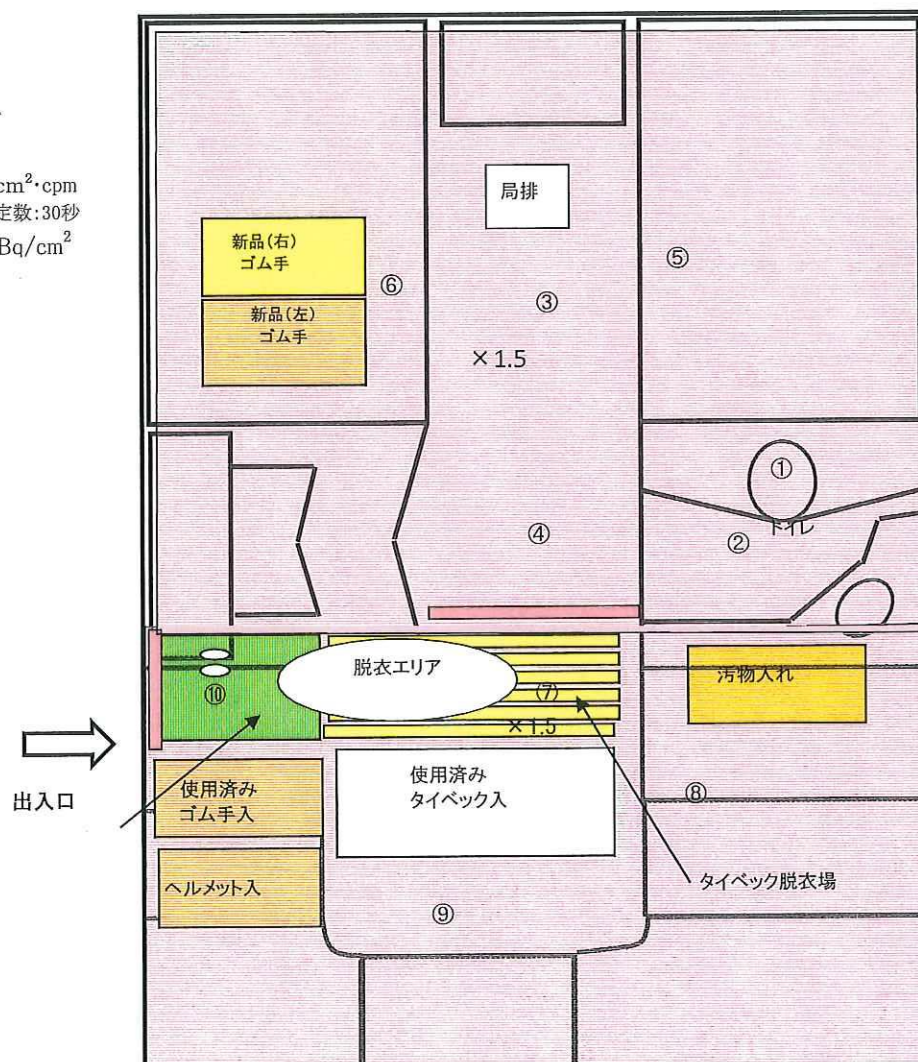 cm²・cpm
定数:30秒
Bq/cm²
局排
新品(右)
ゴム手
新品(左)
ゴム手
⑥
③
⑤
×1.5
①
④
②
トイレ
脱衣エリア
⑩
(7)
×1.5
汚物入れ
出入口
使用済み
ゴム手入
使用済み
タイベック入
⑧
ヘルメット入
タイベック脱衣場
⑨